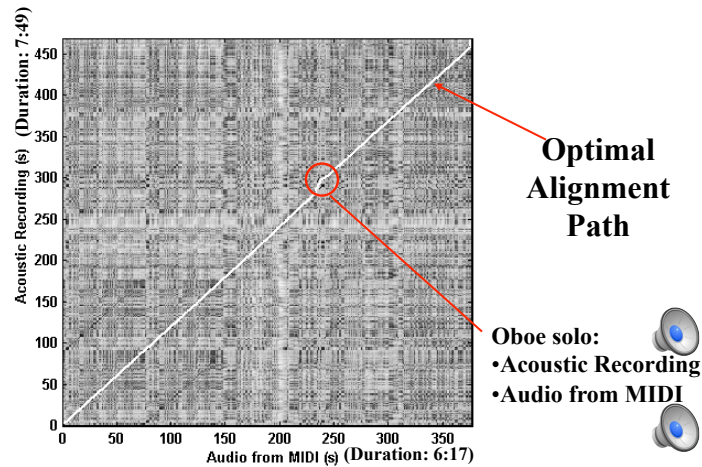 Acoustic Recording (s) (Duration: 7:49)
450
400
350
300
250
200
150
100
50
0
0 50 100 150 200 250 300 350
Audio from MIDI (s) (Duration: 6:17)
Optimal
Alignment
Path
Oboe solo:
•Acoustic Recording
•Audio from MIDI